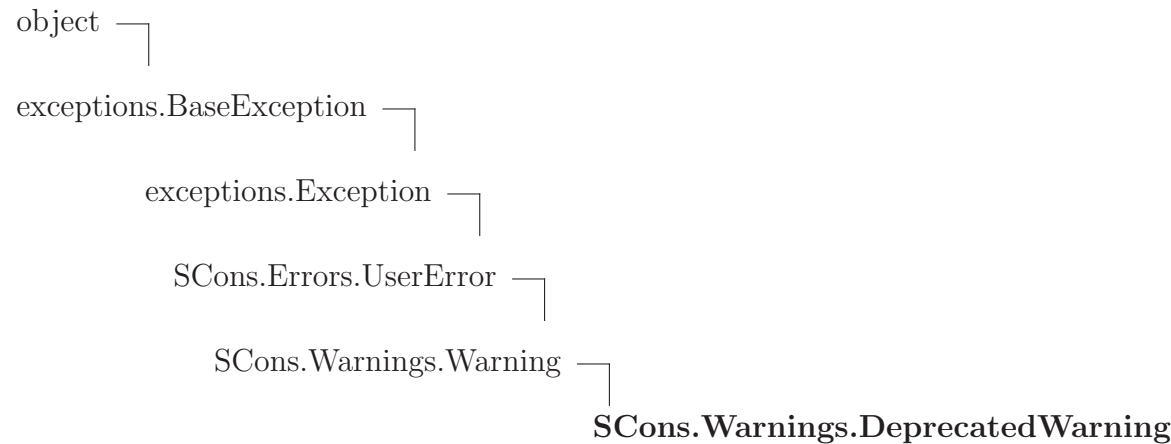 object
exceptions.BaseException
exceptions.Exception
SCons.Errors.UserError
SCons.Warnings.Warning
SCons.Warnings.DeprecatedWarning